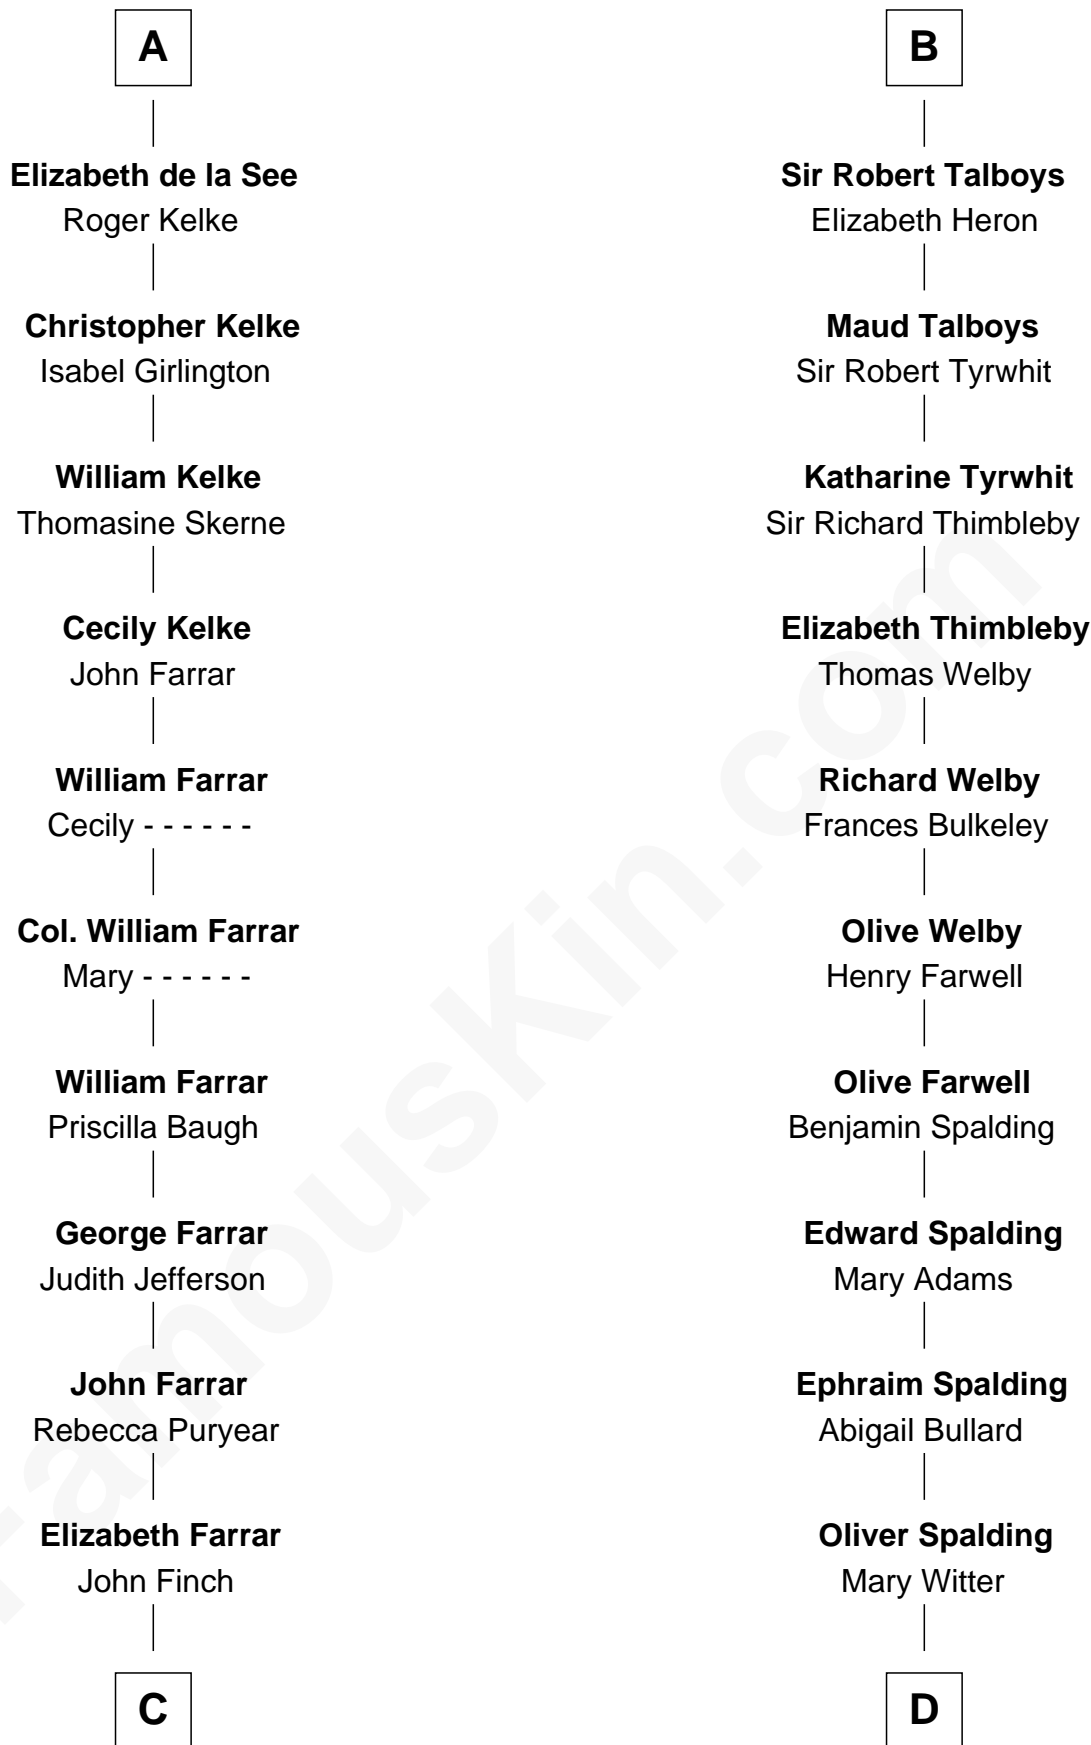 A
Elizabeth de la See
Roger Kelke
Christopher Kelke
Isabel Girlington
William Kelke
Thomasine Skerne
Cecily Kelke
John Farrar
William Farrar
Cecily - - - - - -
Col. William Farrar
Mary - - - - - -
William Farrar
Priscilla Baugh
George Farrar
Judith Jefferson
John Farrar
Rebecca Puryear
Elizabeth Farrar
John Finch
C
B
Sir Robert Talboys
Elizabeth Heron
Maud Talboys
Sir Robert Tyrwhit
Katharine Tyrwhit
Sir Richard Thimbleby
Elizabeth Thimbleby
Thomas Welby
Richard Welby
Frances Bulkeley
Olive Welby
Henry Farwell
Olive Farwell
Benjamin Spalding
Edward Spalding
Mary Adams
Ephraim Spalding
Abigail Bullard
Oliver Spalding
Mary Witter
D
FamousKin.com